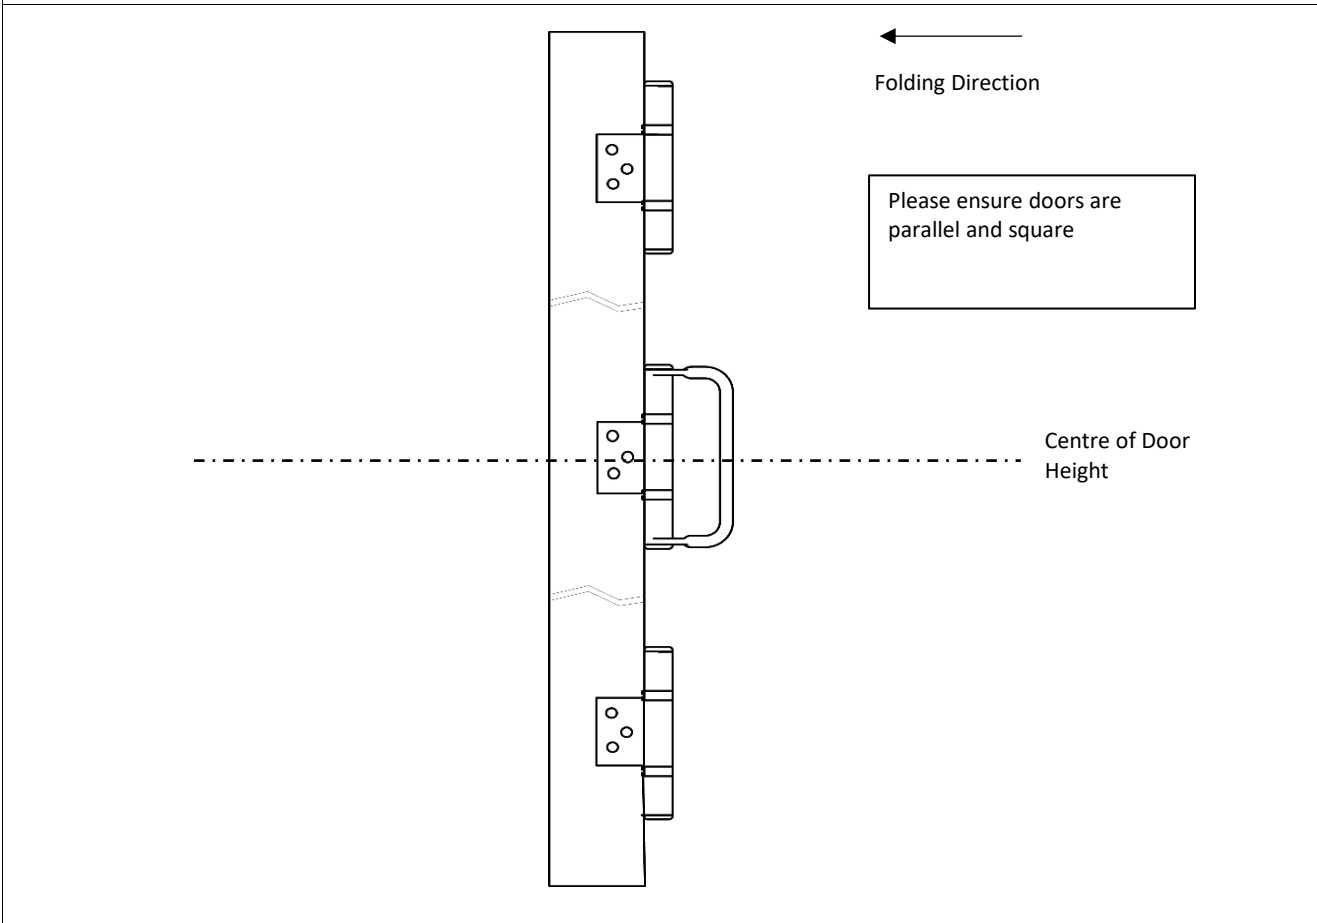 Folding Direction
Please ensure doors are
parallel and square
Centre of Door
Height